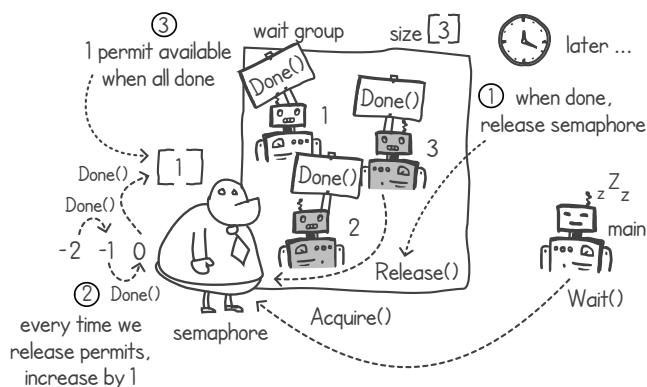 ③
1 permit available
when all done
wait group
size [3]
later ...
Done()
1
Done()
3
Done()
2
① when done,
release semaphore
Done()
[1]
Done()
-2 -1 0
Done()
②
every time we
release permits,
increase by 1
semaphore
Release()
Acquire()
z Z z
main
Wait()